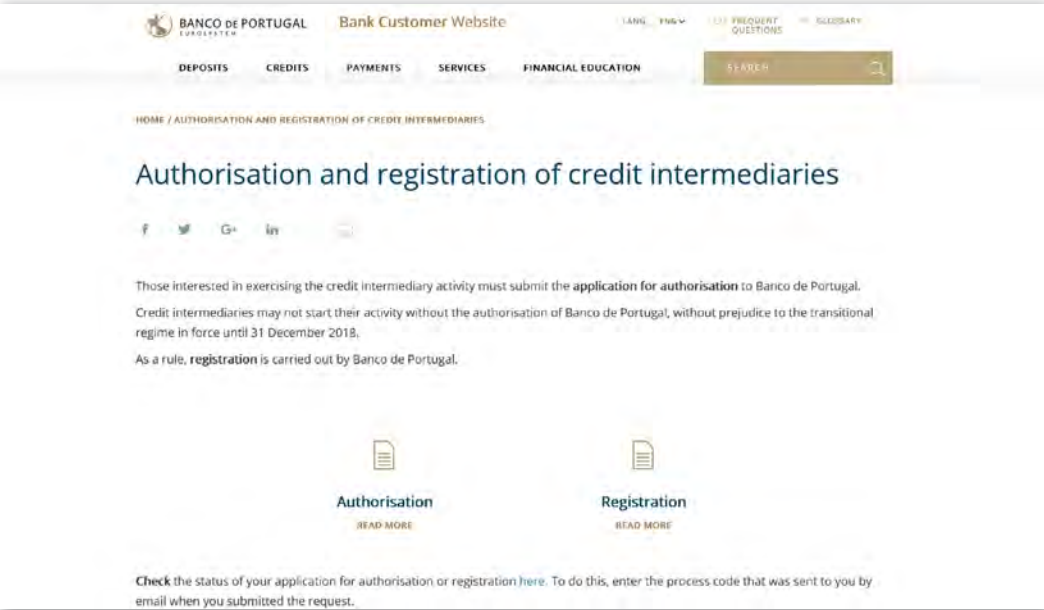 BANCO DE PORTUGAL
EUROSISTEMA
Bank Customer Website
LANG ENG
FREQUENT
QUESTIONS
GLOSSARY
DEPOSITS CREDITS PAYMENTS SERVICES FINANCIAL EDUCATION
SEARCH
HOME / AUTHORISATION AND REGISTRATION OF CREDIT INTERMEDIARIES
Authorisation and registration of credit intermediaries
f G+ in
Those interested in exercising the credit intermediary activity must submit the application for authorisation to Banco de Portugal.
Credit intermediaries may not start their activity without the authorisation of Banco de Portugal, without prejudice to the transitional
regime in force until 31 December 2018.
As a rule, registration is carried out by Banco de Portugal.
Authorisation Registration
READ MORE READ MORE
Check the status of your application for authorisation or registration here. To do this, enter the process code that was sent to you by
email when you submitted the request.